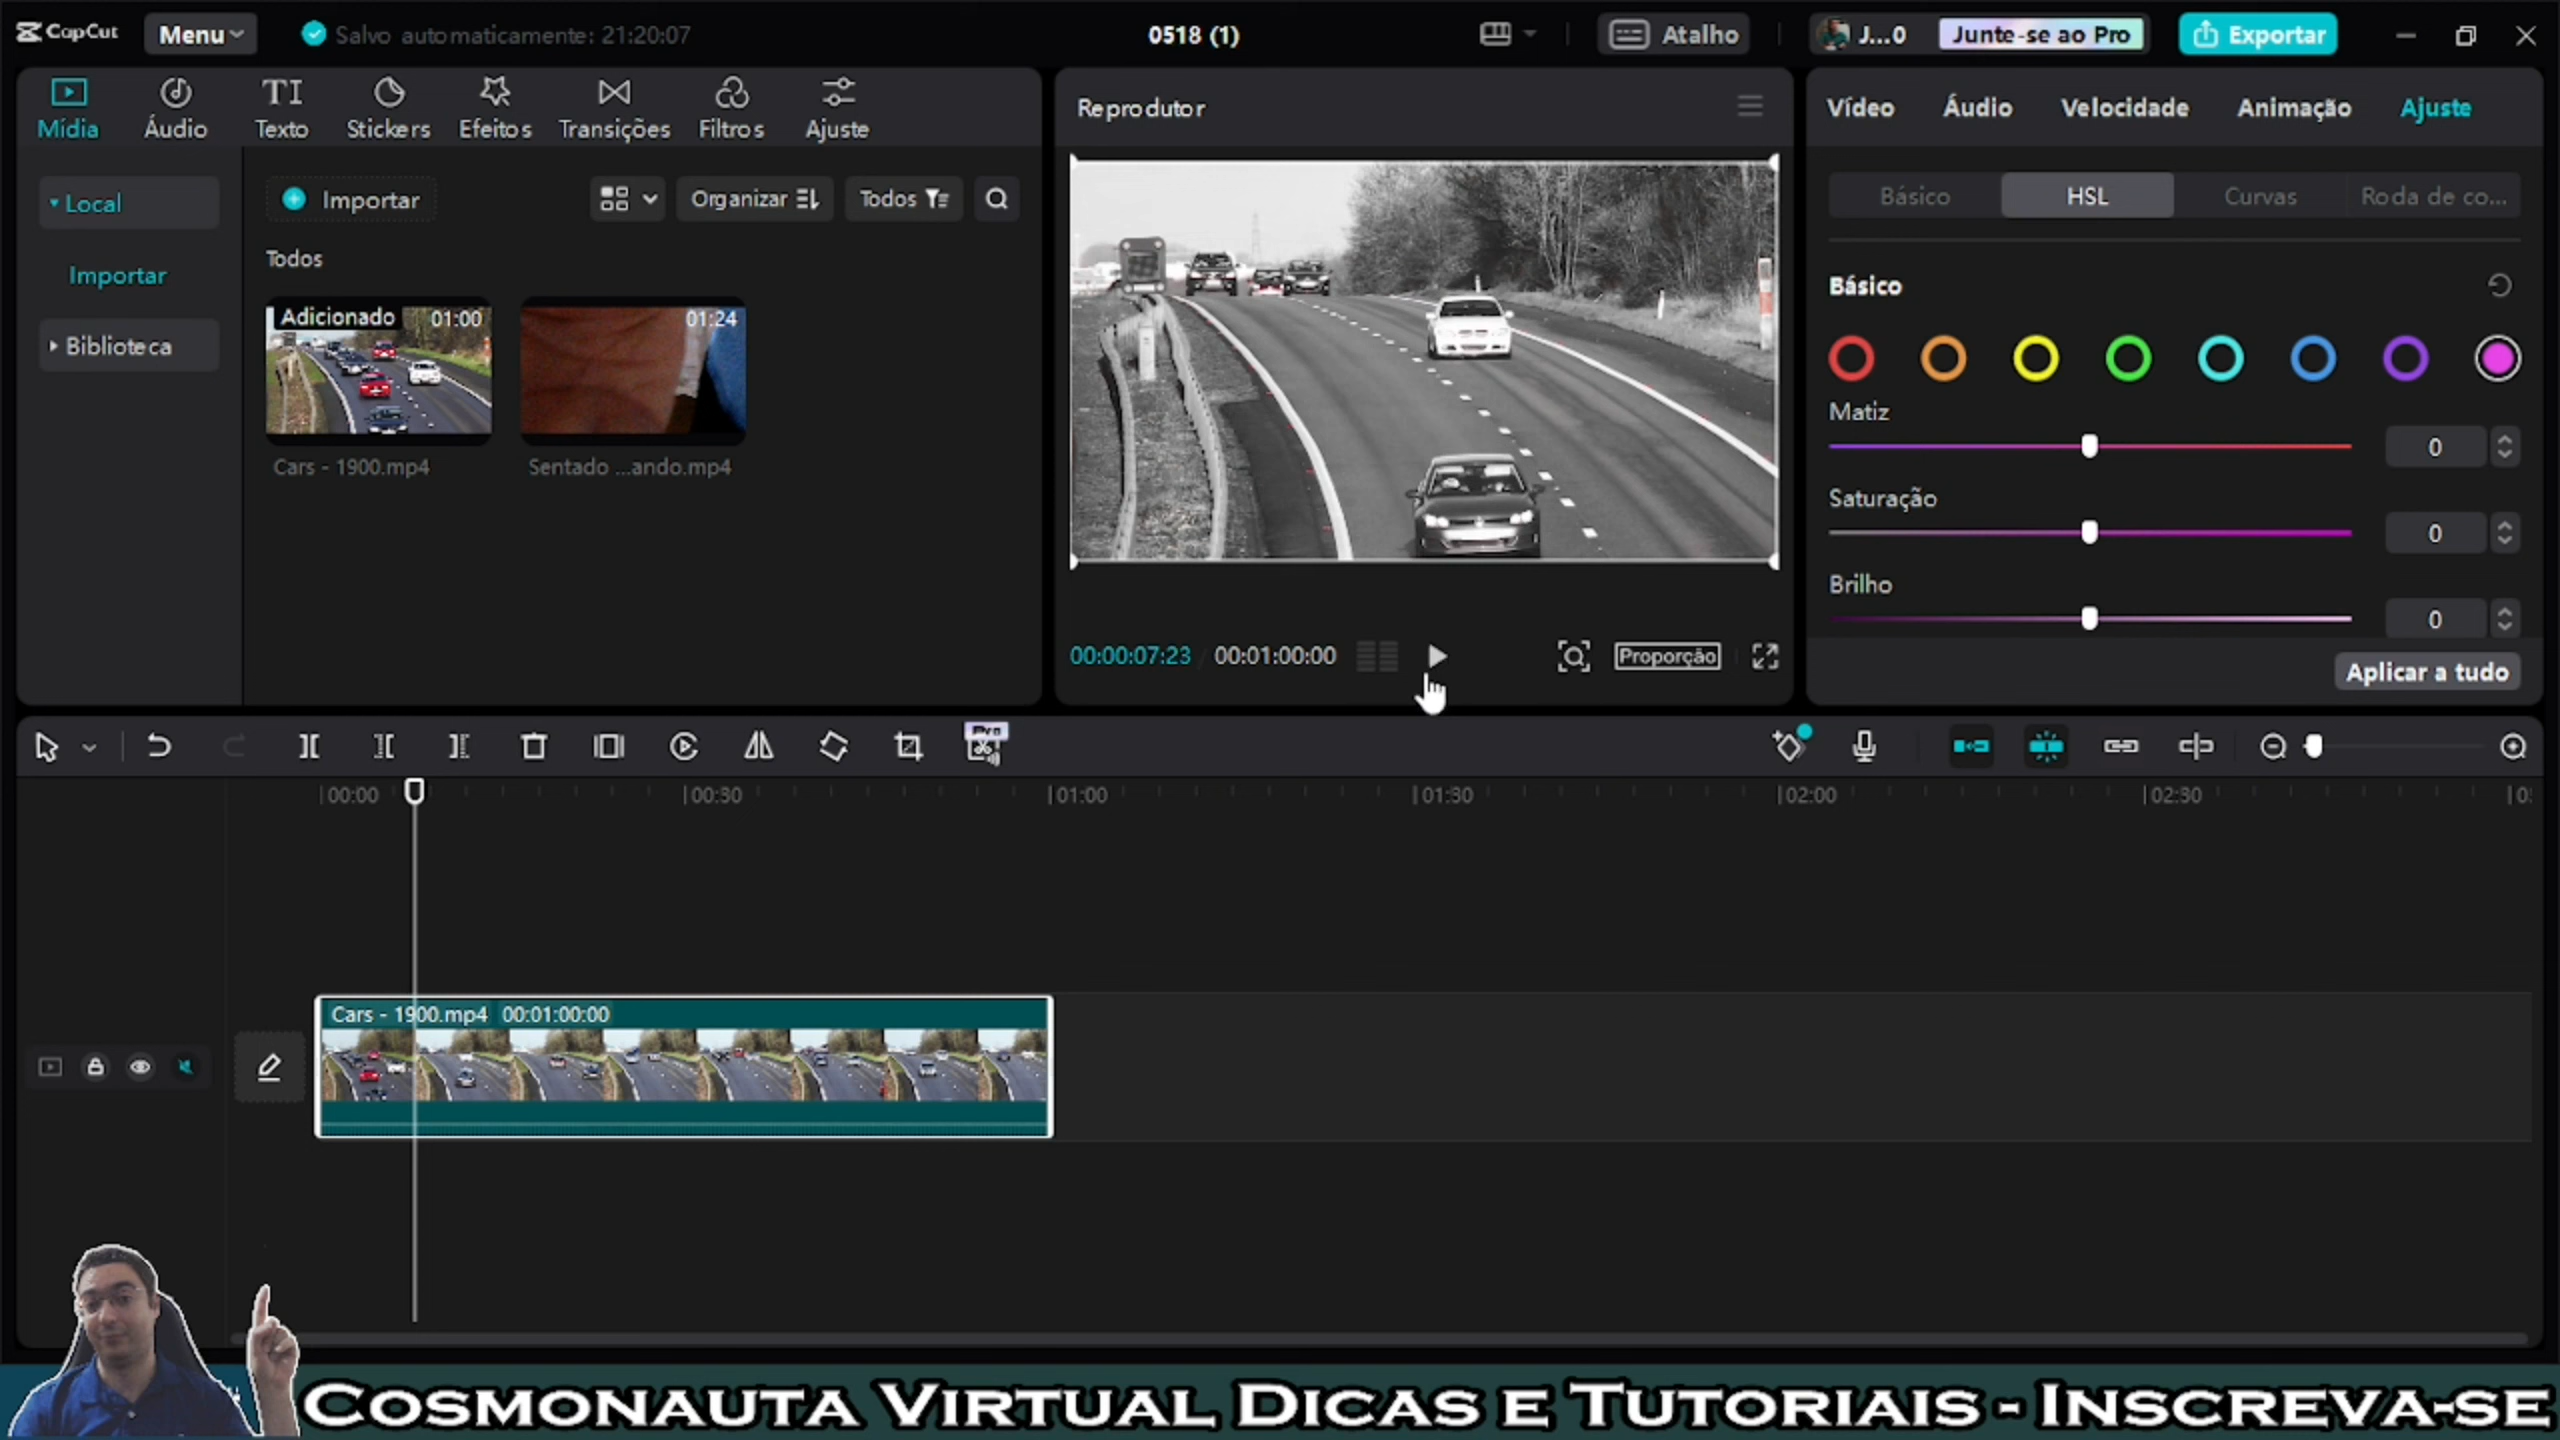 CapCut
Menu
Salvo automaticamente: 21:20:07
0518 (1)
Atalho
J...0
Junte-se ao Pro
Exportar
Mídia
Áudio
Texto
Stickers
Efeitos
Transições
Filtros
Ajuste
Local
Importar
Biblioteca
Importar
Organizar
Todos
Todos
Adicionado 01:00
01:24
Cars - 1900.mp4
Sentado ...ando.mp4
Reprodutor
00:00:07:23 / 00:01:00:00
Proporção
Vídeo
Áudio
Velocidade
Animação
Ajuste
Básico
HSL
Curvas
Roda de co...
Básico
Matiz
0
Saturação
0
Brilho
0
Aplicar a tudo
Pro
00:00
00:30
01:00
01:30
02:00
02:30
0:
Cars - 1900.mp4 00:01:00:00
Cosmonauta Virtual Dicas e Tutoriais - Inscreva-se